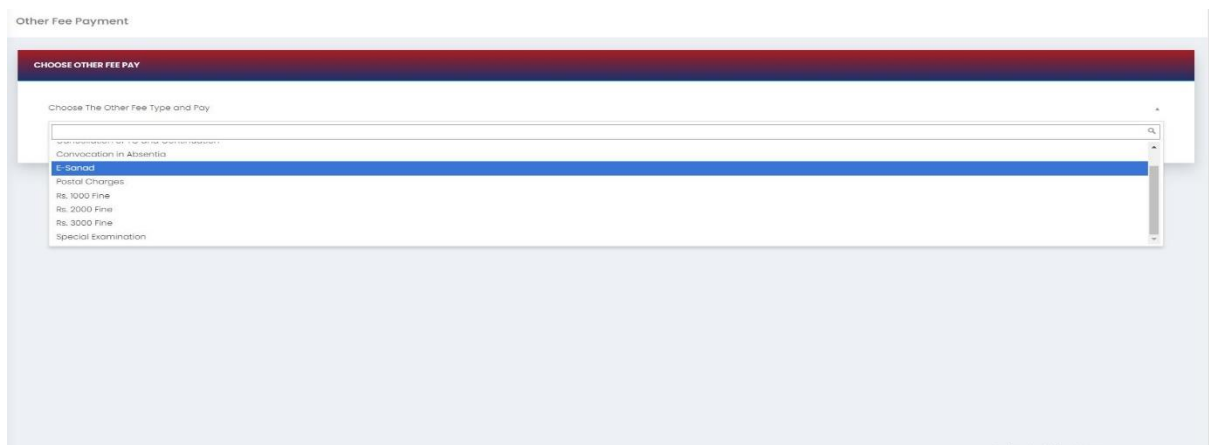 Other Fee Payment
CHOOSE OTHER FEE PAY
Choose The Other Fee Type and Pay
Convocation in Absentia
E-Sanad
Postal Charges
Rs. 1000 Fine
Rs. 2000 Fine
Rs. 3000 Fine
Special Examination